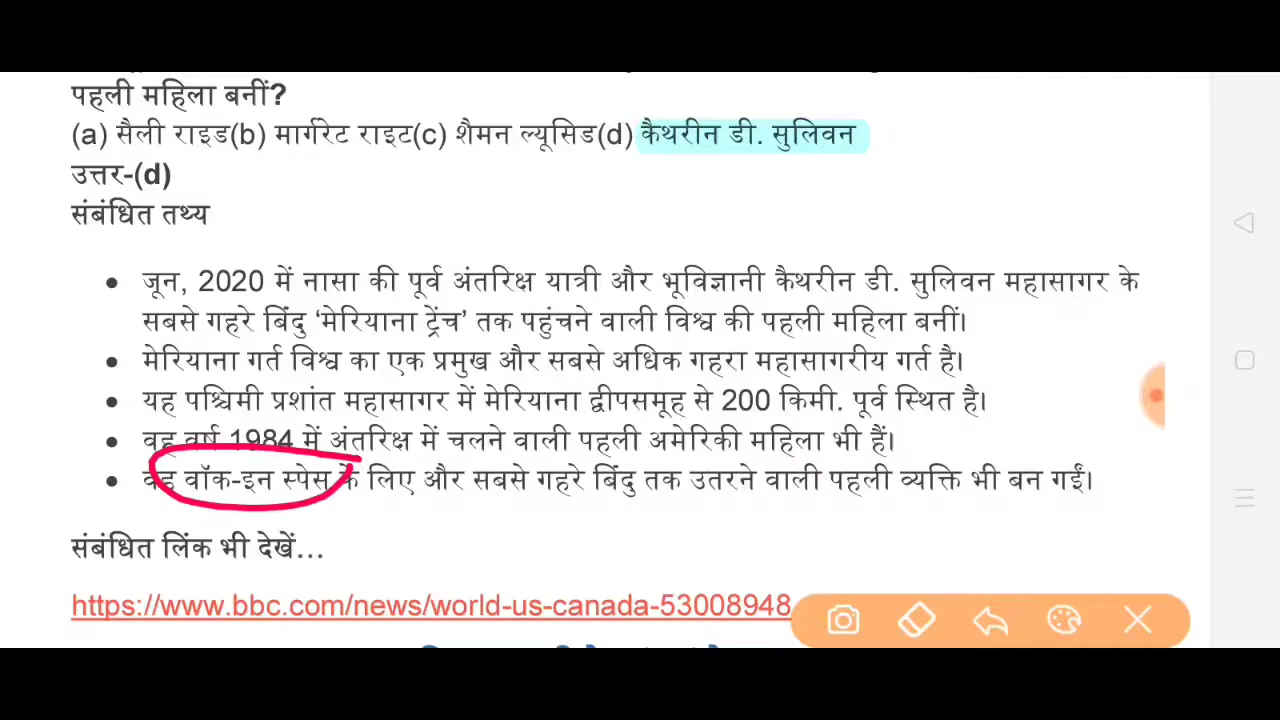 पहली महिला बनीं?
(a) सैली राइड(b) मार्गरेट राइट(c) शैमन ल्यूसिड(d) कैथरीन डी. सुलिवन
उत्तर-(d)
संबंधित तथ्य
जून, 2020 में नासा की पूर्व अंतरिक्ष यात्री और भूविज्ञानी कैथरीन डी. सुलिवन महासागर के
सबसे गहरे बिंदु ‘मेरियाना ट्रेंच’ तक पहुंचने वाली विश्व की पहली महिला बनीं।
मेरियाना गर्त विश्व का एक प्रमुख और सबसे अधिक गहरा महासागरीय गर्त है।
यह पश्चिमी प्रशांत महासागर में मेरियाना द्वीपसमूह से 200 किमी. पूर्व स्थित है।
वह वर्ष 1984 में अंतरिक्ष में चलने वाली पहली अमेरिकी महिला भी हैं।
वह वॉक-इन स्पेस के लिए और सबसे गहरे बिंदु तक उतरने वाली पहली व्यक्ति भी बन गईं।
संबंधित लिंक भी देखें…
https://www.bbc.com/news/world-us-canada-53008948